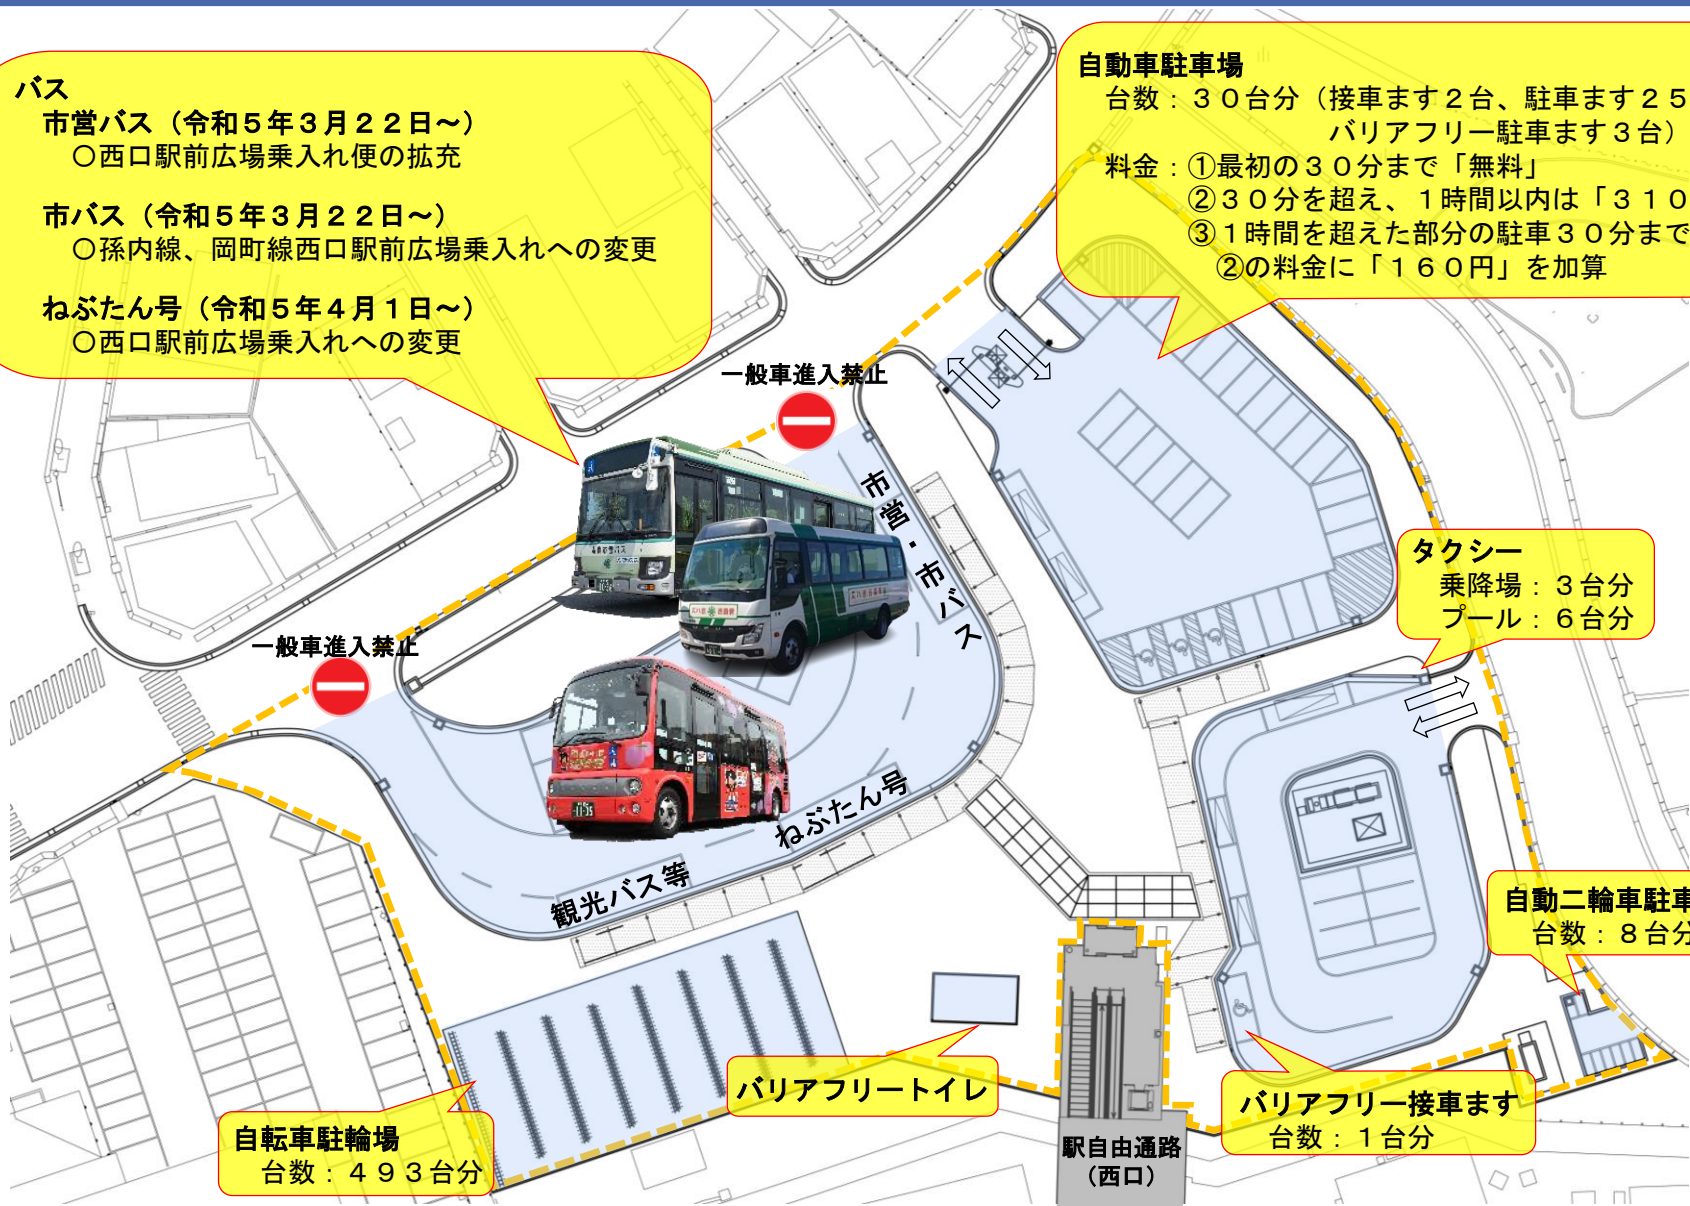 バス
市営バス（令和５年３月２２日～）
〇西口駅前広場乗入れ便の拡充
市バス（令和５年３月２２日～）
〇孫内線、岡町線西口駅前広場乗入れへの変更
ねぶたん号（令和５年４月１日～）
〇西口駅前広場乗入れへの変更
自動車駐車場
台数：３０台分（接車ます２台、駐車ます２５
バリアフリー駐車ます３台）
料金：①最初の３０分まで「無料」
②３０分を超え、１時間以内は「３１０
③１時間を超えた部分の駐車３０分まで
②の料金に「１６０円」を加算
一般車進入禁止
市営・市バス
タクシー
乗降場：３台分
プール：６台分
一般車進入禁止
ねぶたん号
観光バス等
自動二輪車駐車
台数：８台分
バリアフリートイレ
バリアフリー接車ます
台数：１台分
自転車駐輪場
台数：４９３台分
駅自由通路
（西口）